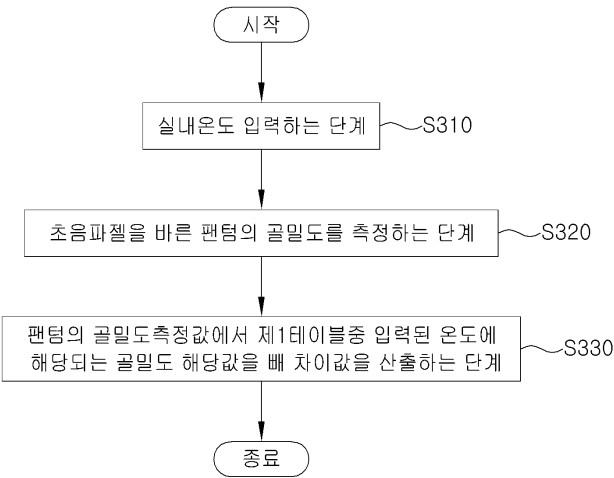 시작
실내온도 입력하는 단계
S310
초음파젤을 바른 팬텀의 골밀도를 측정하는 단계
S320
팬텀의 골밀도측정값에서 제1테이블중 입력된 온도에
해당되는 골밀도 해당값을 빼 차이값을 산출하는 단계
S330
종료